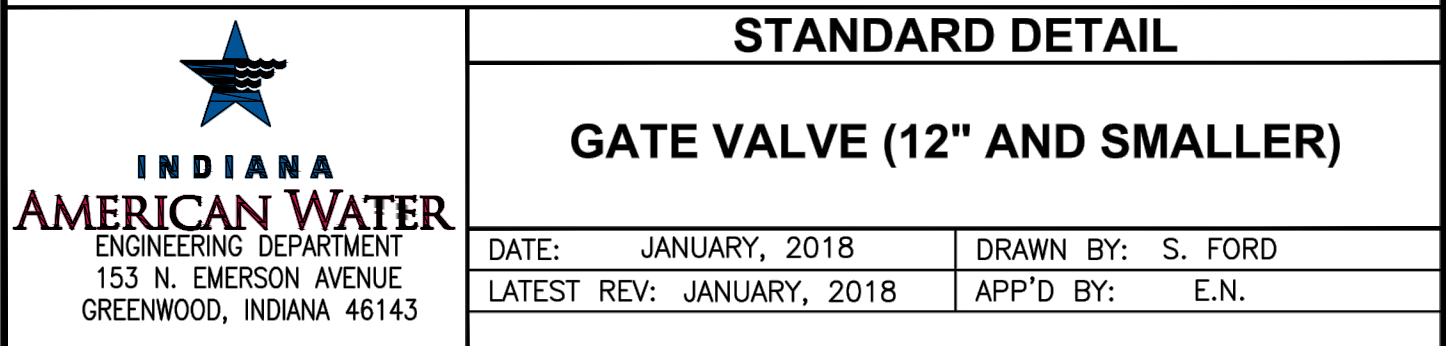 INDIANA
AMERICAN WATER
ENGINEERING DEPARTMENT
153 N. EMERSON AVENUE
GREENWOOD, INDIANA 46143
STANDARD DETAIL
GATE VALVE (12" AND SMALLER)
DATE: JANUARY, 2018
DRAWN BY: S. FORD
LATEST REV: JANUARY, 2018
APP'D BY: E.N.